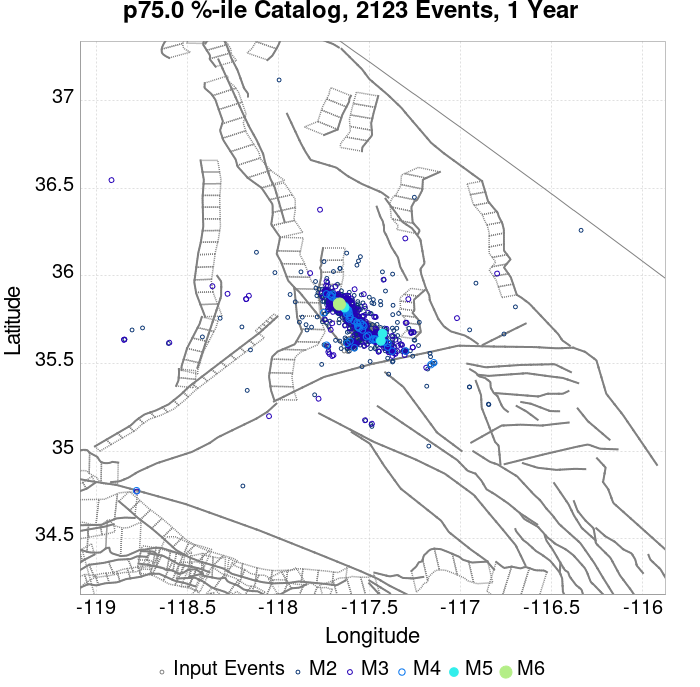 p75.0 %-ile Catalog, 2123 Events, 1 Year
37
36.5
36
35.5
35
34.5
Latitude
-119 -118.5 -118 -117.5 -117 -116.5 -116
Longitude
Input Events M2 M3 M4 M5 M6